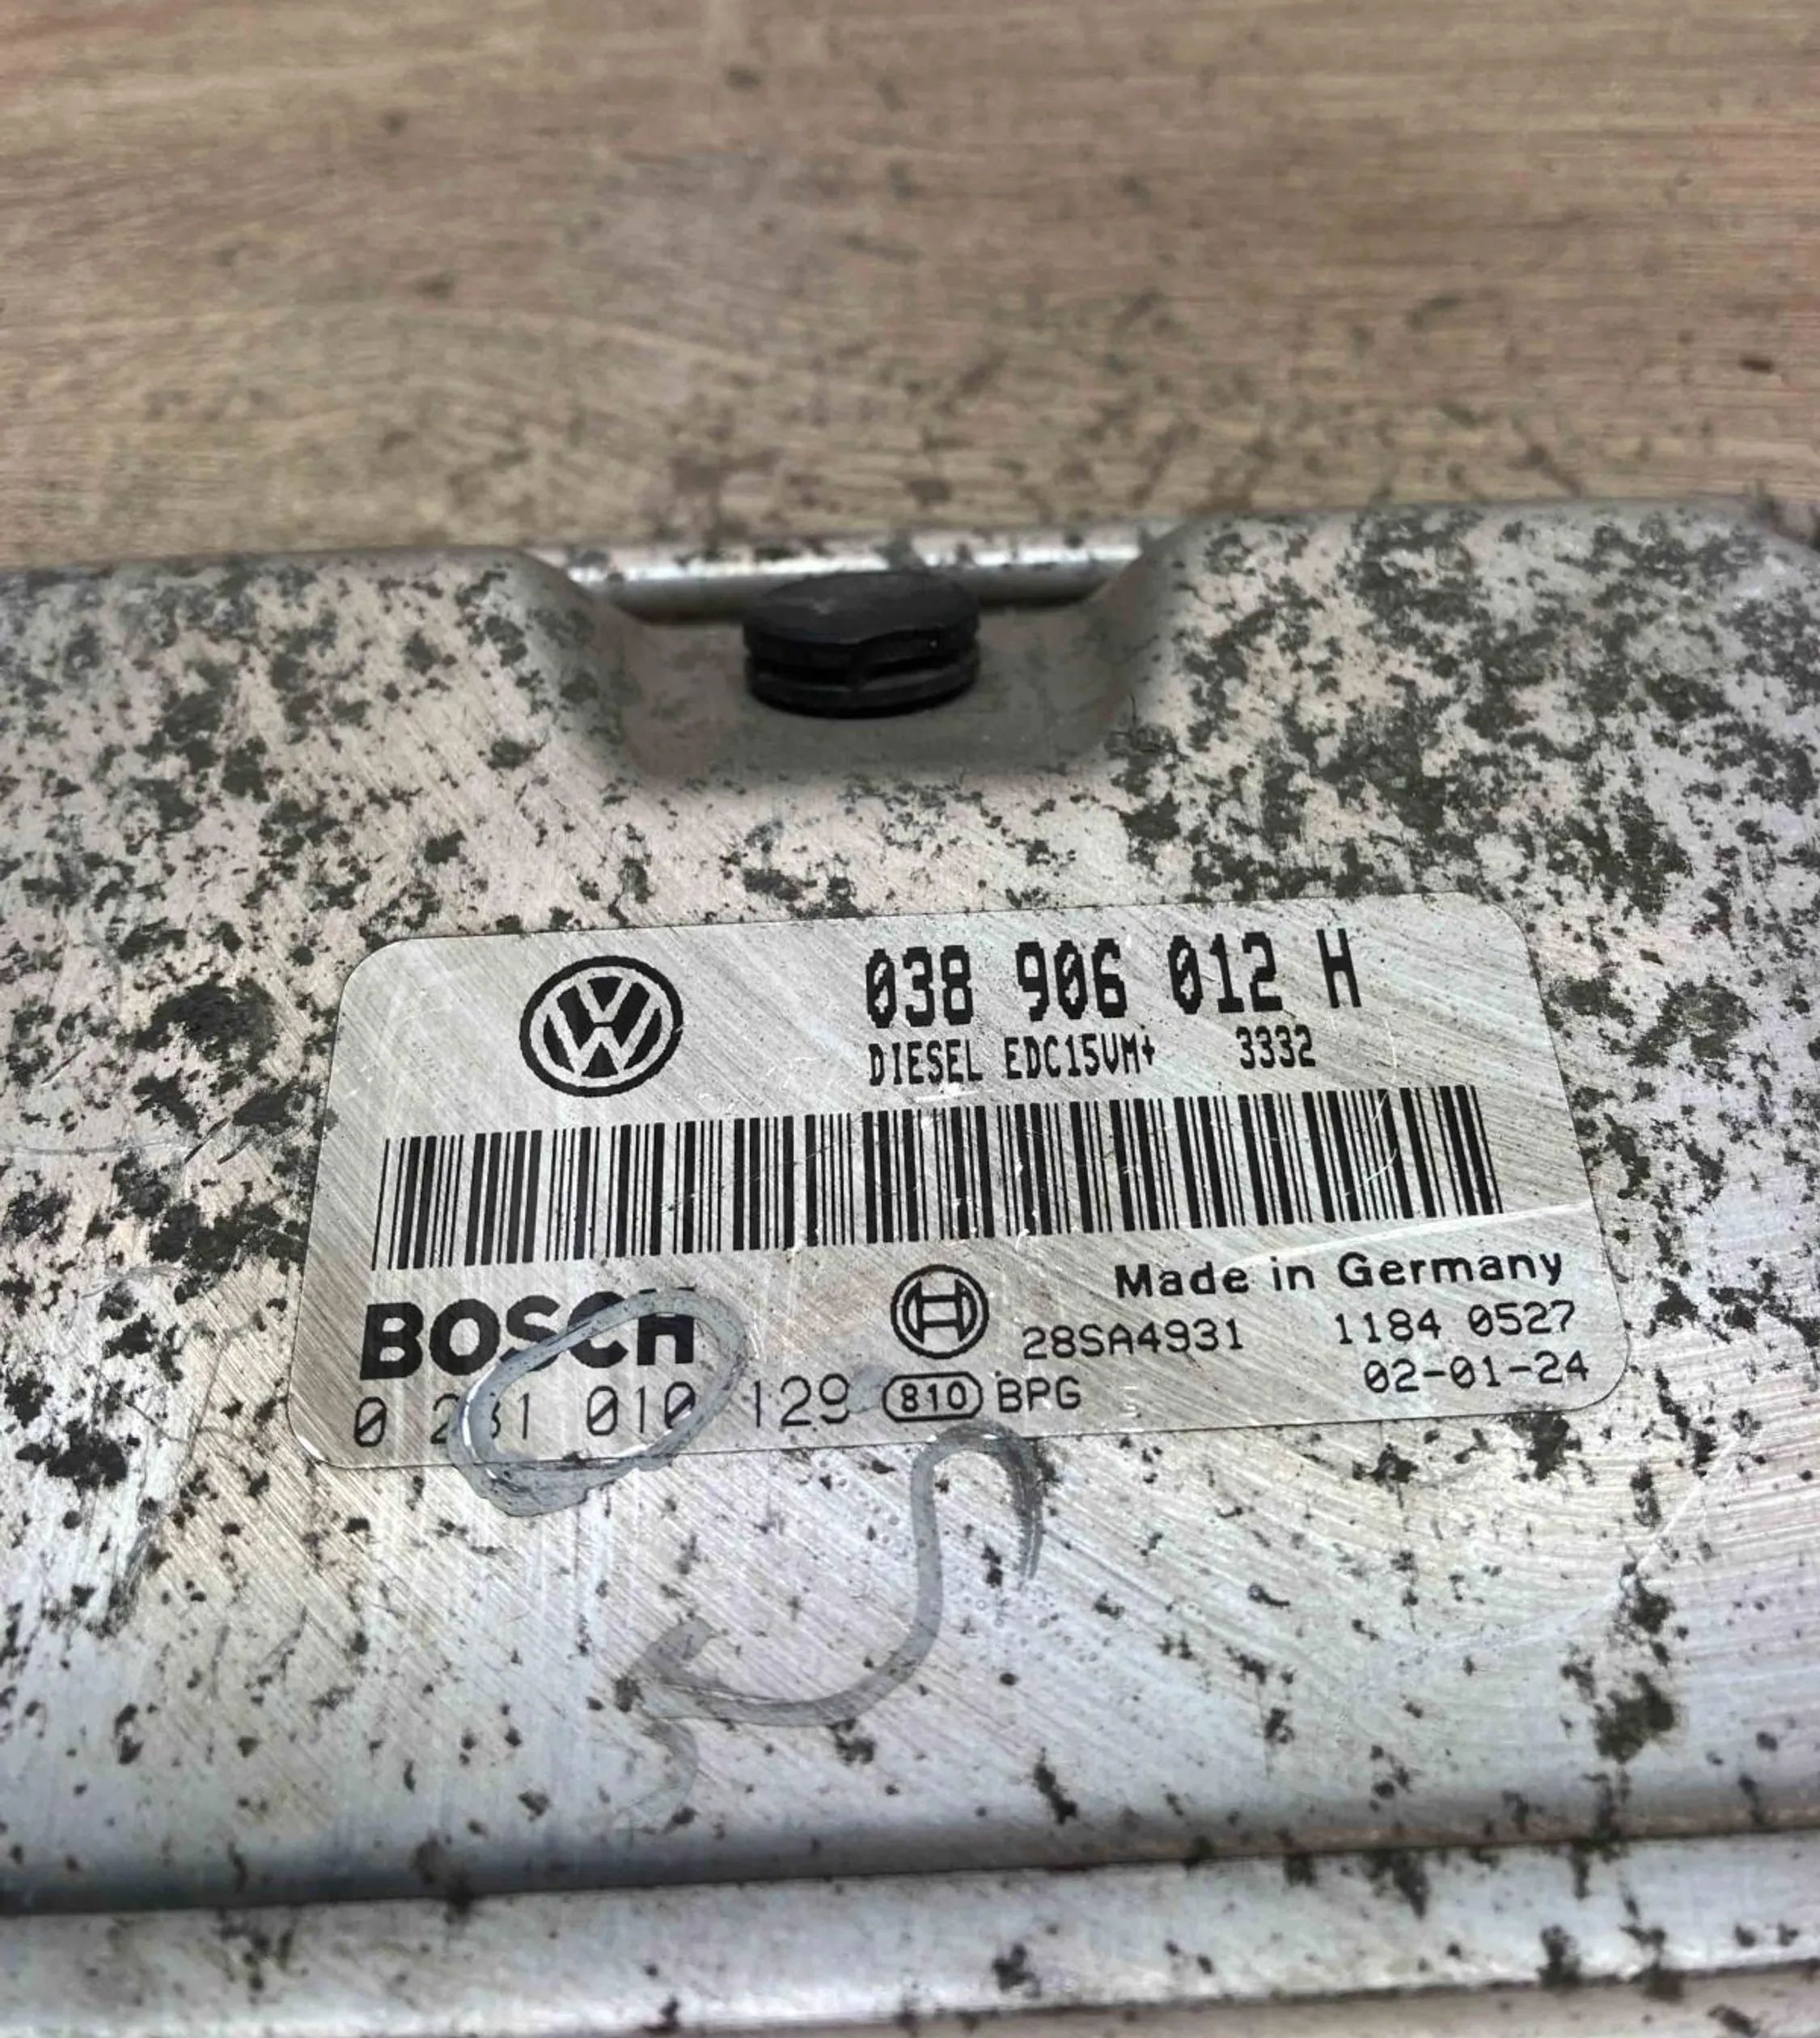 038 906 012 H
DIESEL EDC15VM+ 3332
Made in Germany
BOSCH
28SA4931 1184 0527
0 281 010 129 810 BPG 02-01-24